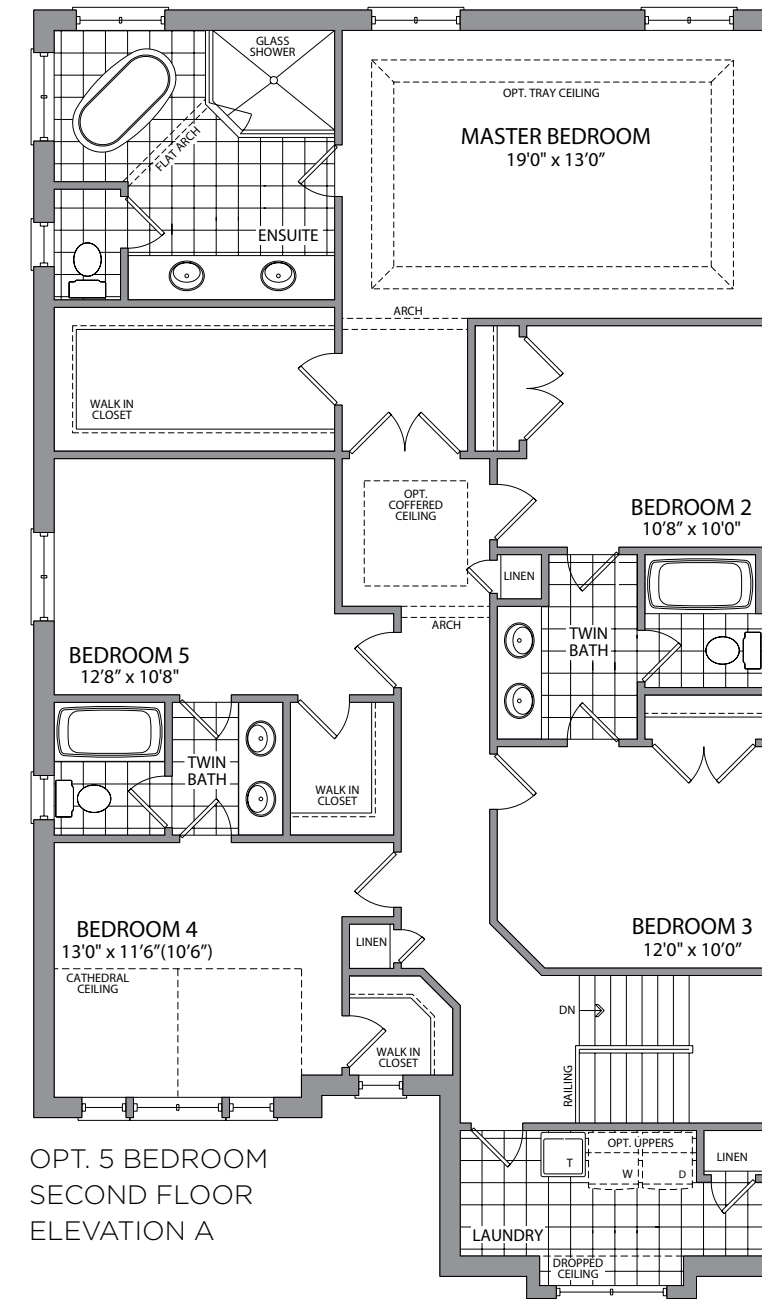 GLASS
SHOWER
OPT. TRAY CEILING
MASTER BEDROOM
19'0" x 13'0"
FLAT ARCH
ENSUITE
ARCH
WALK IN
CLOSET
OPT.
COFFERED
CEILING
BEDROOM 2
10'8" x 10'0"
LINEN
ARCH
TWIN
BATH
BEDROOM 5
12'8" x 10'8"
TWIN
BATH
WALK IN
CLOSET
BEDROOM 4
13'0" x 11'6"(10'6")
LINEN
BEDROOM 3
12'0" x 10'0"
CATHEDRAL
CEILING
DN
WALK IN
CLOSET
RAILING
OPT. UPPERS
T
W
D
LINEN
LAUNDRY
DROPPED
CEILING
OPT. 5 BEDROOM
SECOND FLOOR
ELEVATION A